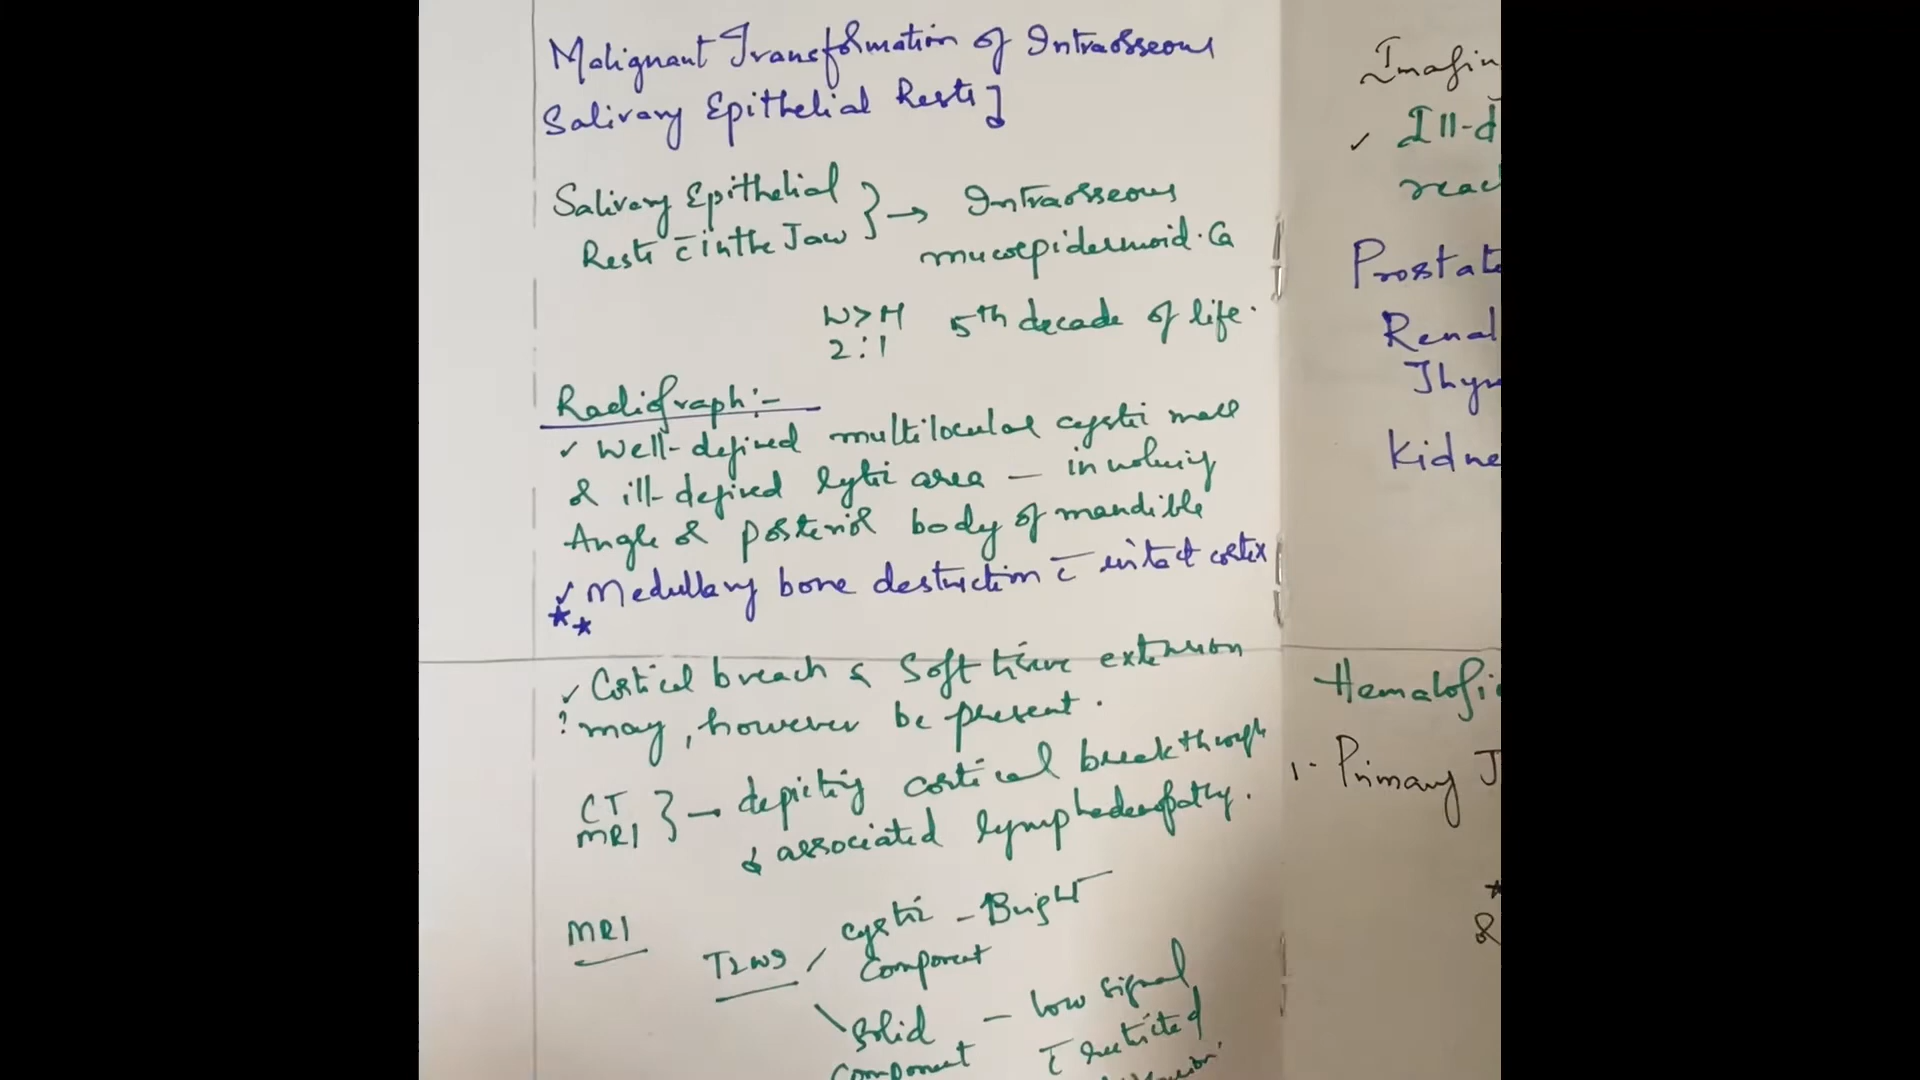 Malignant Transformation of Intraosseous
Salivary Epithelial Rests]
Salivary Epithelial
Rests c̄ in the Jaw } → Intraosseous
mucoepidermoid. Ca
W>M 5th decade of life.
2:1
Radiograph:-
✓ Well-defined multilocular cystic mass
& ill-defined lytic area — involving
Angle & posterior body of mandible
✓ Medullary bone destruction c̄ intact cortex
✓ Cortical breach & Soft tissue extension
? may, however be present.
CT
MRI } → depicting cortical breakthrough
& associated lymphadenopathy.
MRI
T2WS / cystic - Bright
Component
\ Solid - low signal
Component c̄ restricted
Imagin
✓ Ill-d
reac
Prostate
Renal
Thyr
Kidne
Hematologi
1. Primary J
&